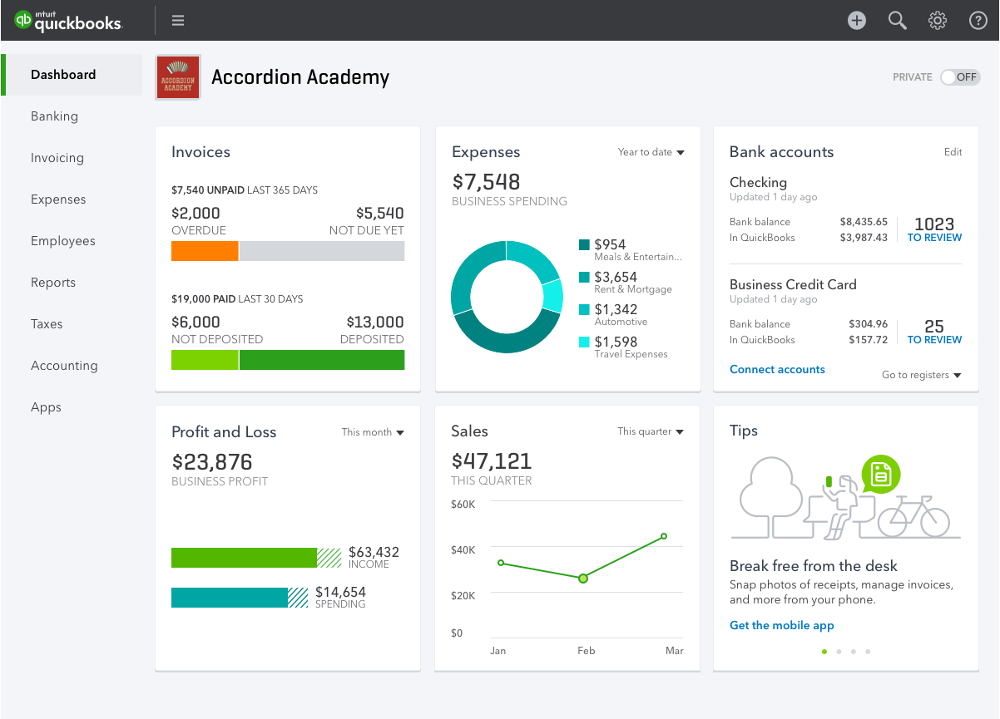 intuit
quickbooks.
Dashboard
Banking
Invoicing
Expenses
Employees
Reports
Taxes
Accounting
Apps
ACCORDION
ACADEMY
Accordion Academy
PRIVATE OFF
Invoices
$7,540 UNPAID LAST 365 DAYS
$2,000 $5,540
OVERDUE NOT DUE YET
$19,000 PAID LAST 30 DAYS
$6,000 $13,000
NOT DEPOSITED DEPOSITED
Expenses Year to date
$7,548
BUSINESS SPENDING
$954
Meals & Entertain...
$3,654
Rent & Mortgage
$1,342
Automotive
$1,598
Travel Expenses
Bank accounts Edit
Checking
Updated 1 day ago
Bank balance $8,435.65
In QuickBooks $3,987.43
1023
TO REVIEW
Business Credit Card
Updated 1 day ago
Bank balance $304.96
In QuickBooks $157.72
25
TO REVIEW
Connect accounts Go to registers
Profit and Loss This month
$23,876
BUSINESS PROFIT
$63,432
INCOME
$14,654
SPENDING
Sales This quarter
$47,121
THIS QUARTER
$60K
$40K
$20K
$0
Jan Feb Mar
Tips
Break free from the desk
Snap photos of receipts, manage invoices,
and more from your phone.
Get the mobile app